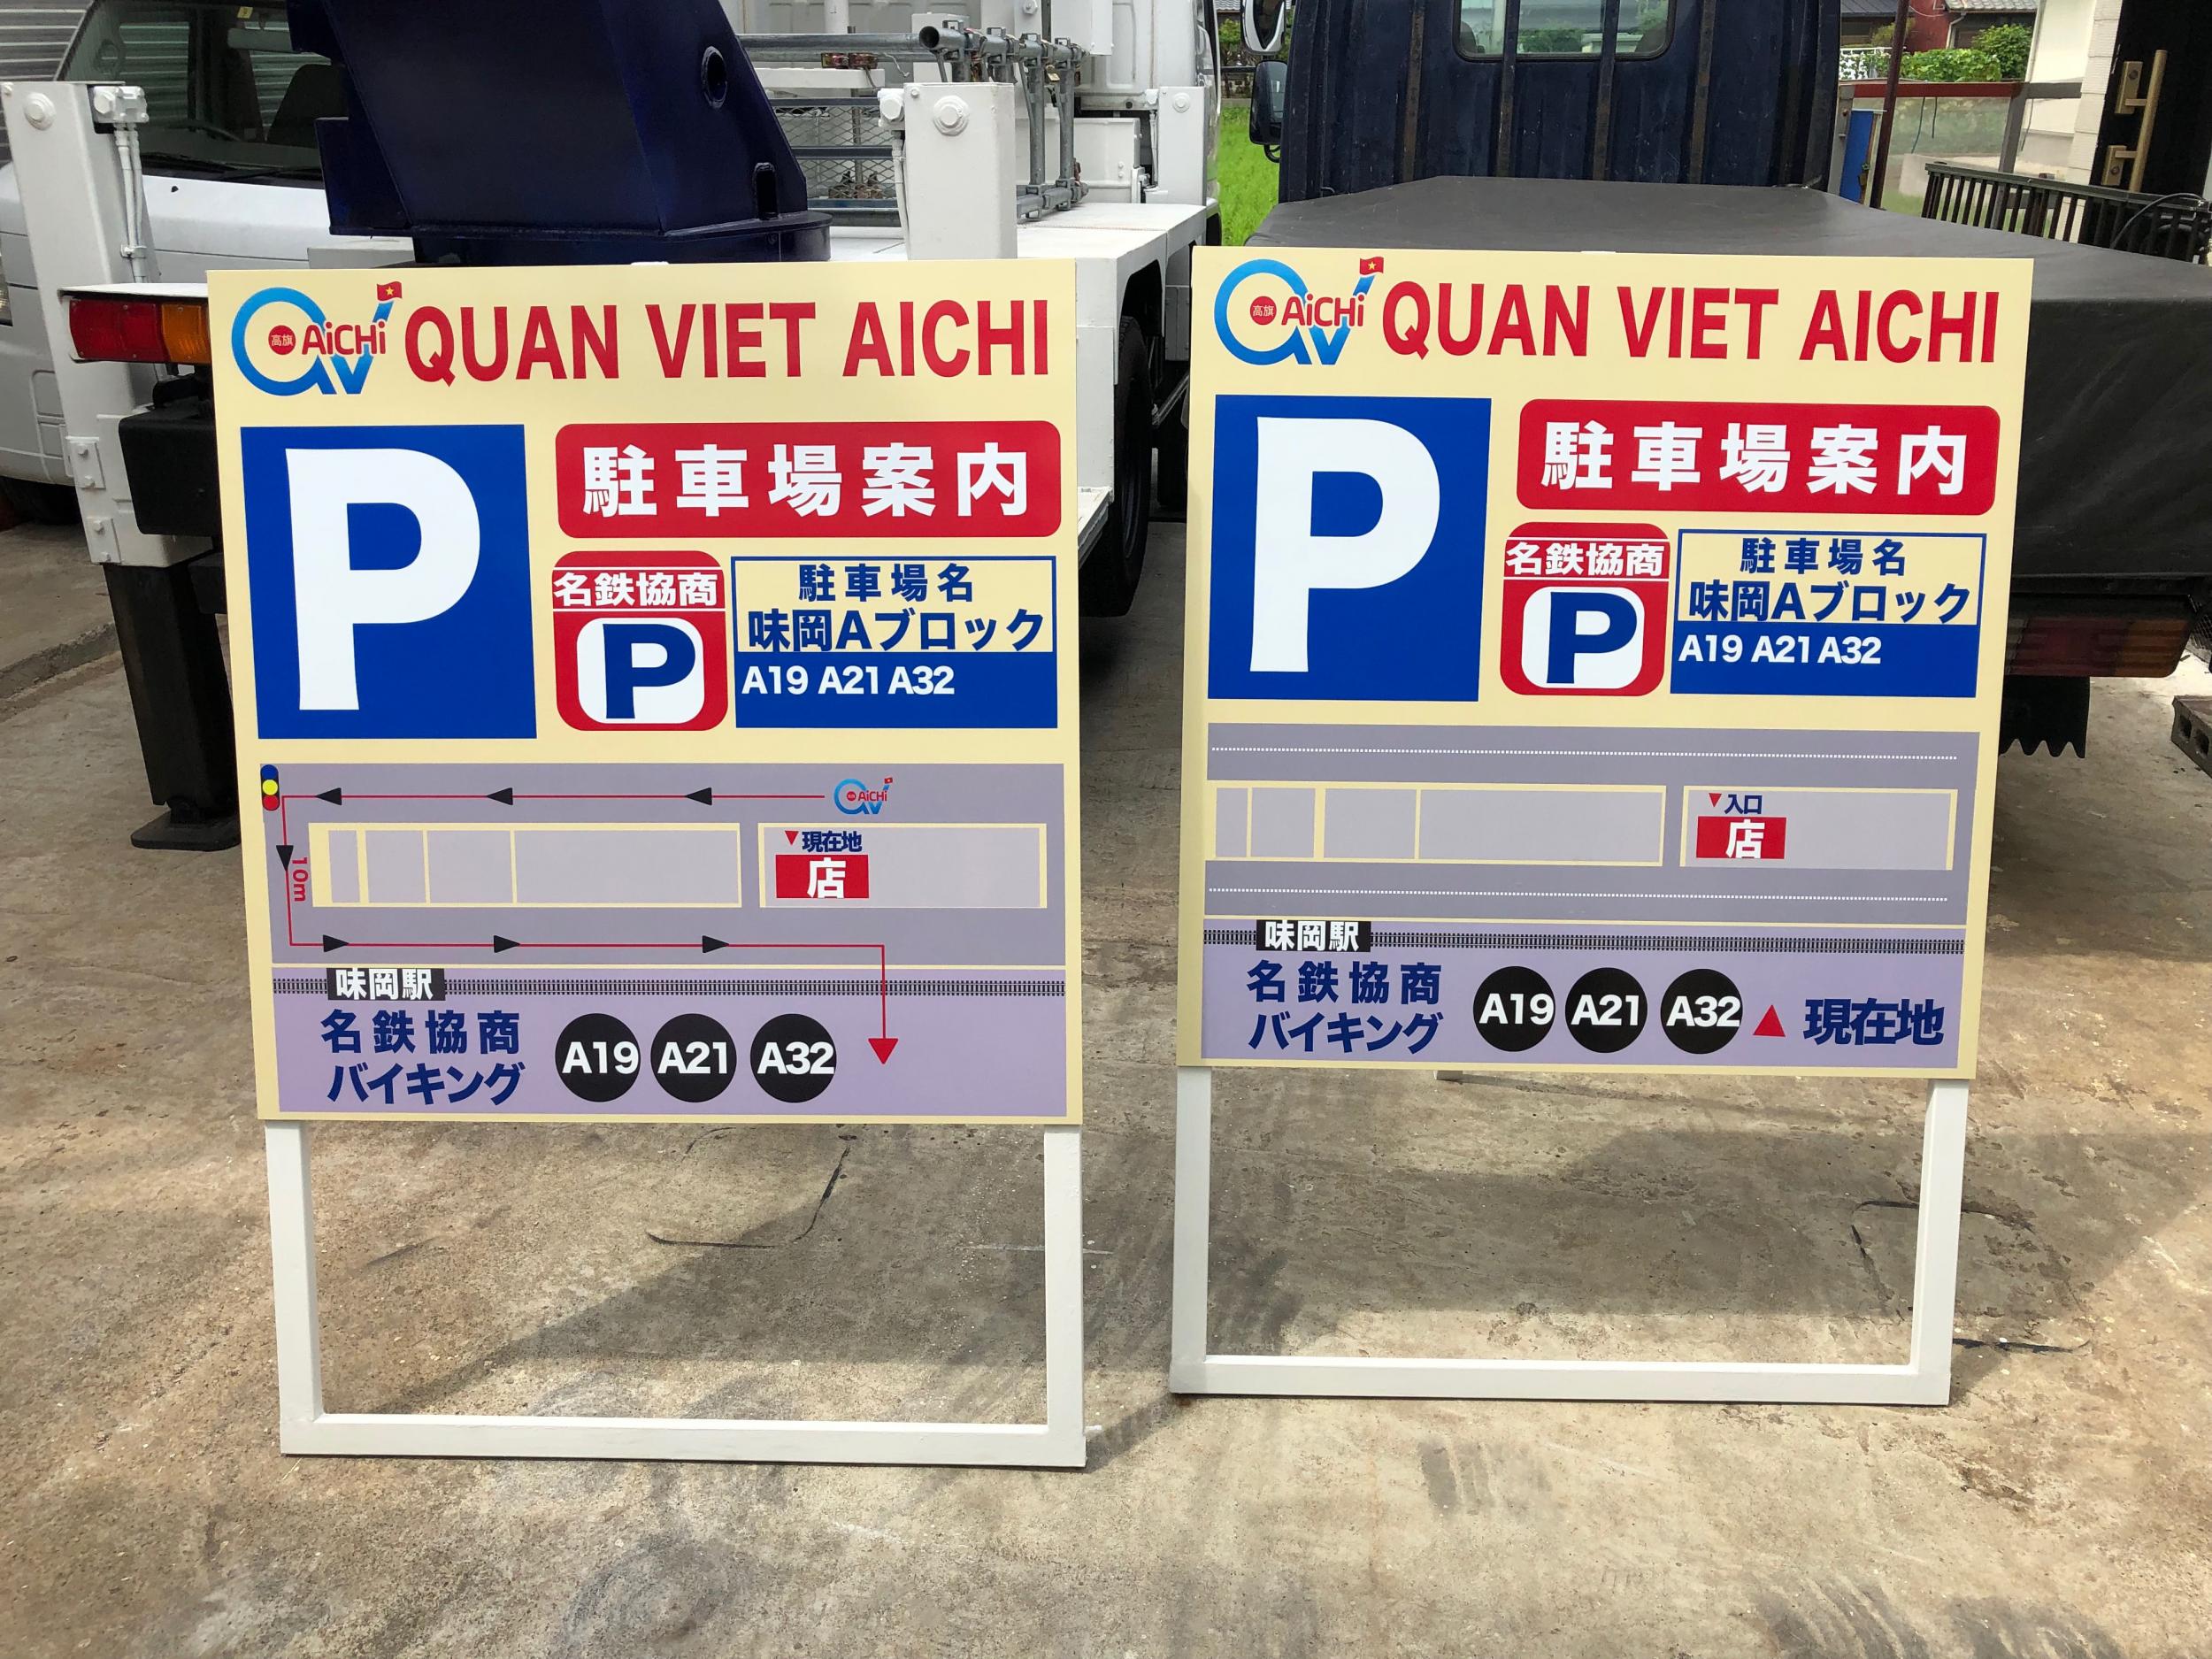 高旗 AiCHi QV QUAN VIET AICHI
P
駐車場案内
名鉄協商
P
駐車場名
味岡Aブロック
A19 A21 A32
AiCHi QV
10m
現在地
店
味岡駅
名鉄協商
バイキング
A19 A21 A32
高旗 AiCHi QV QUAN VIET AICHI
P
駐車場案内
名鉄協商
P
駐車場名
味岡Aブロック
A19 A21 A32
入口
店
味岡駅
名鉄協商
バイキング
A19 A21 A32 現在地